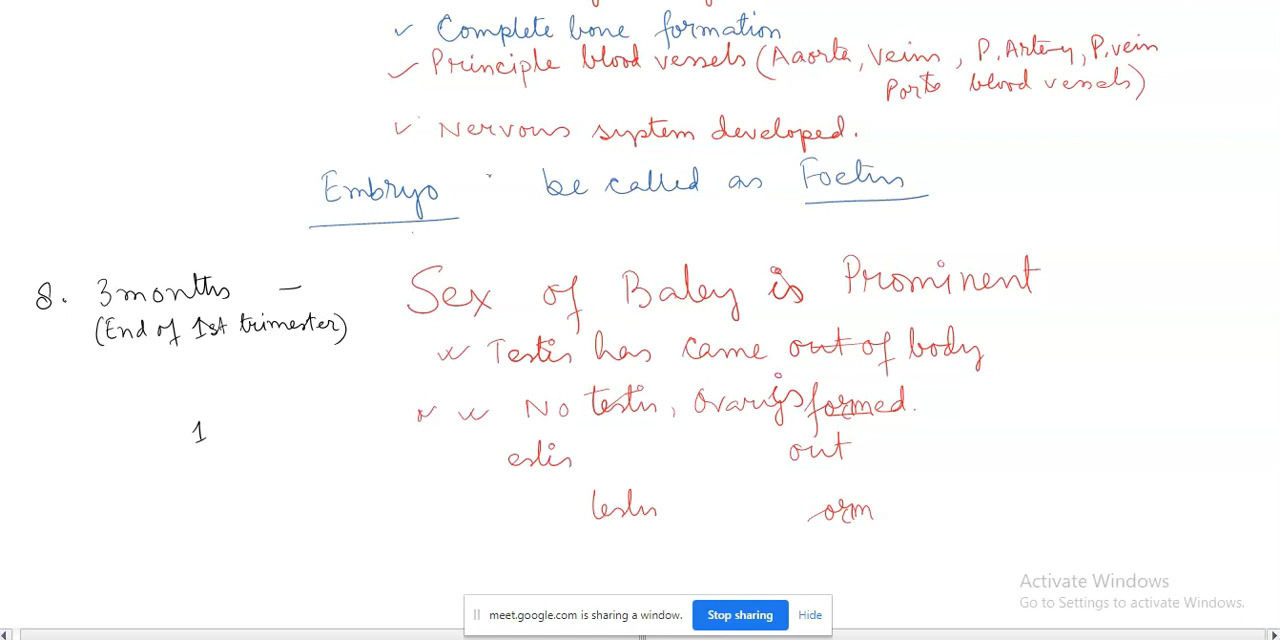 ✓ Complete bone formation
✓ Principle blood vessels (Aaorta, Veins, P. Artery, P. vein
Porta blood vessels)
✓ Nervous system developed.
Embryo be called as Foetus
8. 3 months - Sex of Baby is Prominent
(End of 1st trimester)
Testis has came out of body
No testis, Ovary is formed.
1
estis out
testis orm
Activate Windows
Go to Settings to activate Windows.
meet.google.com is sharing a window. Stop sharing Hide